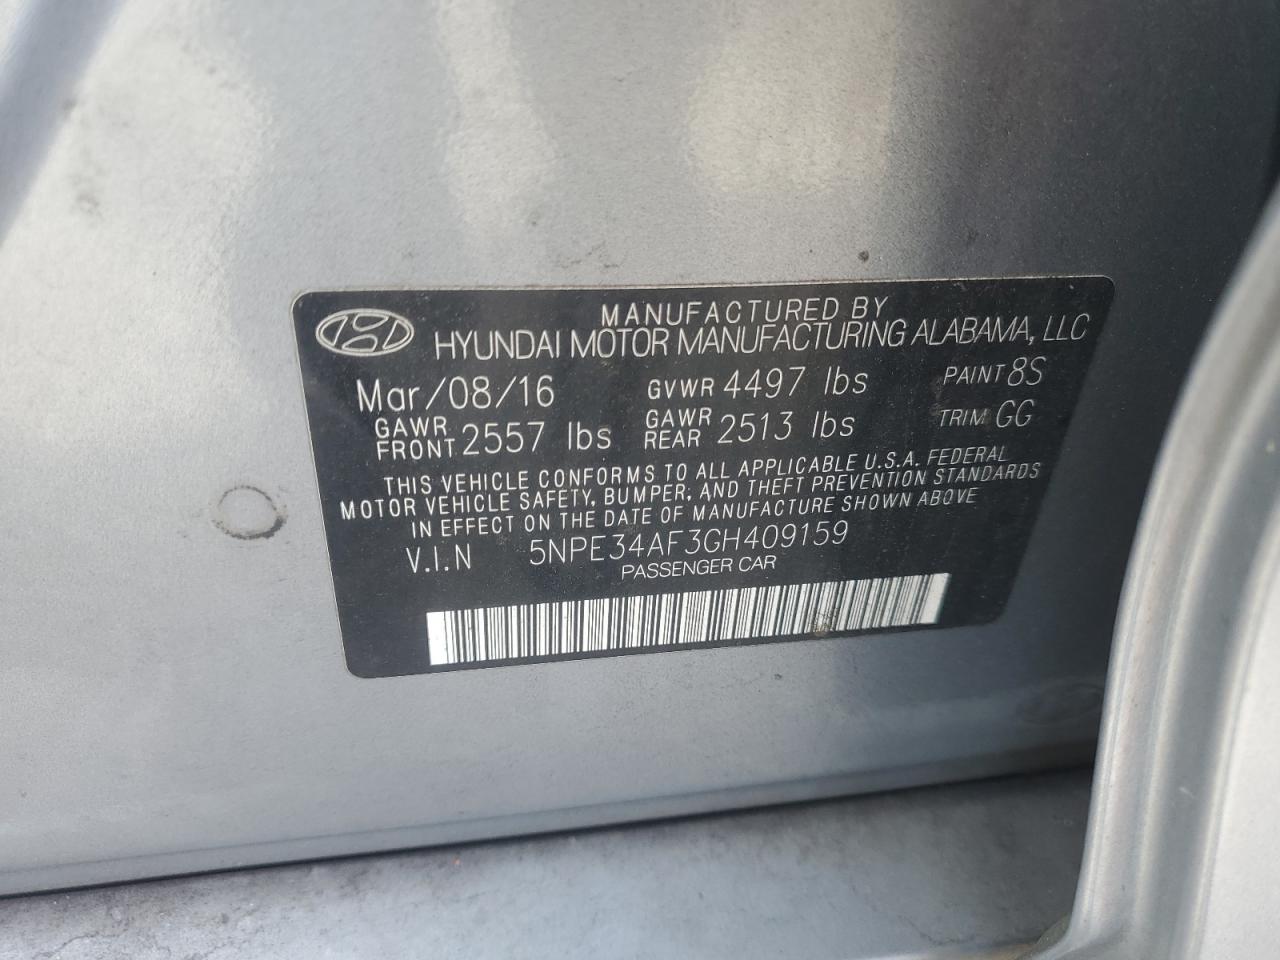 MANUFACTURED BY
HYUNDAI MOTOR MANUFACTURING ALABAMA, LLC
Mar/08/16 GVWR 4497 lbs PAINT 8S
GAWR FRONT 2557 lbs GAWR REAR 2513 lbs TRIM GG
THIS VEHICLE CONFORMS TO ALL APPLICABLE U.S.A. FEDERAL
MOTOR VEHICLE SAFETY, BUMPER, AND THEFT PREVENTION STANDARDS
IN EFFECT ON THE DATE OF MANUFACTURE SHOWN ABOVE
V.I.N 5NPE34AF3GH409159
PASSENGER CAR